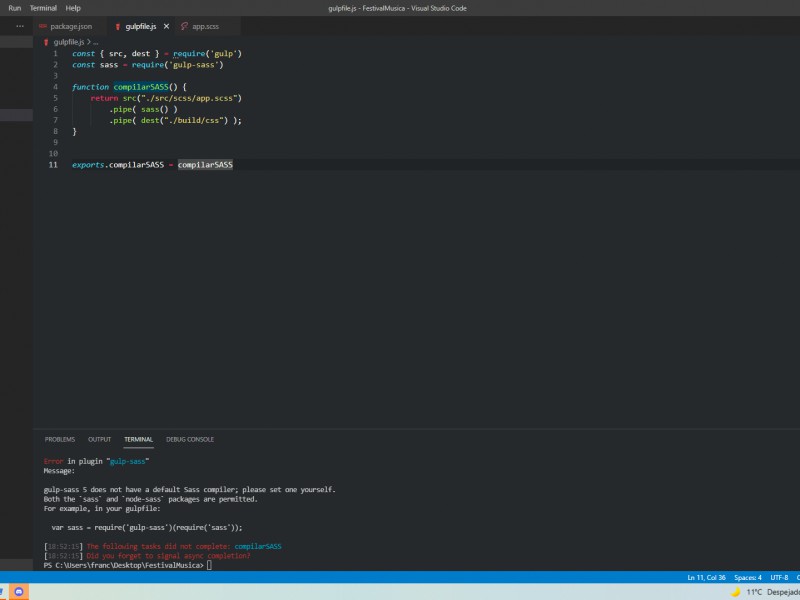 Run Terminal Help gulpfile.js - FestivalMusica - Visual Studio Code
··· package.json gulpfile.js × app.scss
gulpfile.js > ...
1 const { src, dest } = require('gulp')
2 const sass = require('gulp-sass')
3
4 function compilarSASS() {
5 return src("./src/scss/app.scss")
6 .pipe( sass() )
7 .pipe( dest("./build/css") );
8 }
9
10
11 exports.compilarSASS = compilarSASS
PROBLEMS OUTPUT TERMINAL DEBUG CONSOLE
Error in plugin "gulp-sass"
Message:
gulp-sass 5 does not have a default Sass compiler; please set one yourself.
Both the `sass` and `node-sass` packages are permitted.
For example, in your gulpfile:
var sass = require('gulp-sass')(require('sass'));
[18:52:15] The following tasks did not complete: compilarSASS
[18:52:15] Did you forget to signal async completion?
PS C:\Users\franc\Desktop\FestivalMusica>
Ln 11, Col 36 Spaces: 4 UTF-8
11°C Despejado